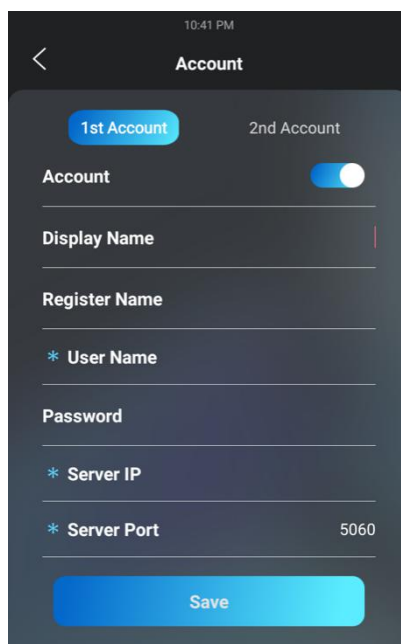 10:41 PM
Account
1st Account 2nd Account
Account
Display Name
Register Name
* User Name
Password
* Server IP
* Server Port 5060
Save